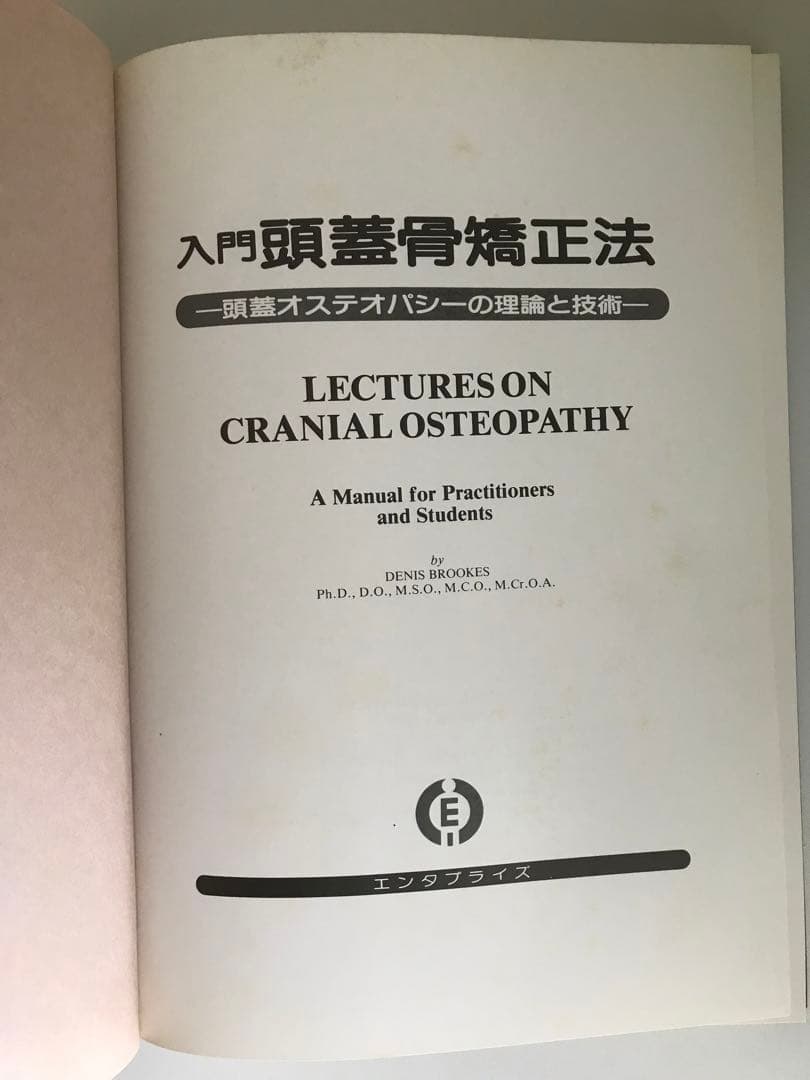 入門 頭蓋骨矯正法
―頭蓋オステオパシーの理論と技術―
LECTURES ON
CRANIAL OSTEOPATHY
A Manual for Practitioners
and Students
by
DENIS BROOKES
Ph.D., D.O., M.S.O., M.C.O., M.Cr.O.A.
E
エンタプライズ